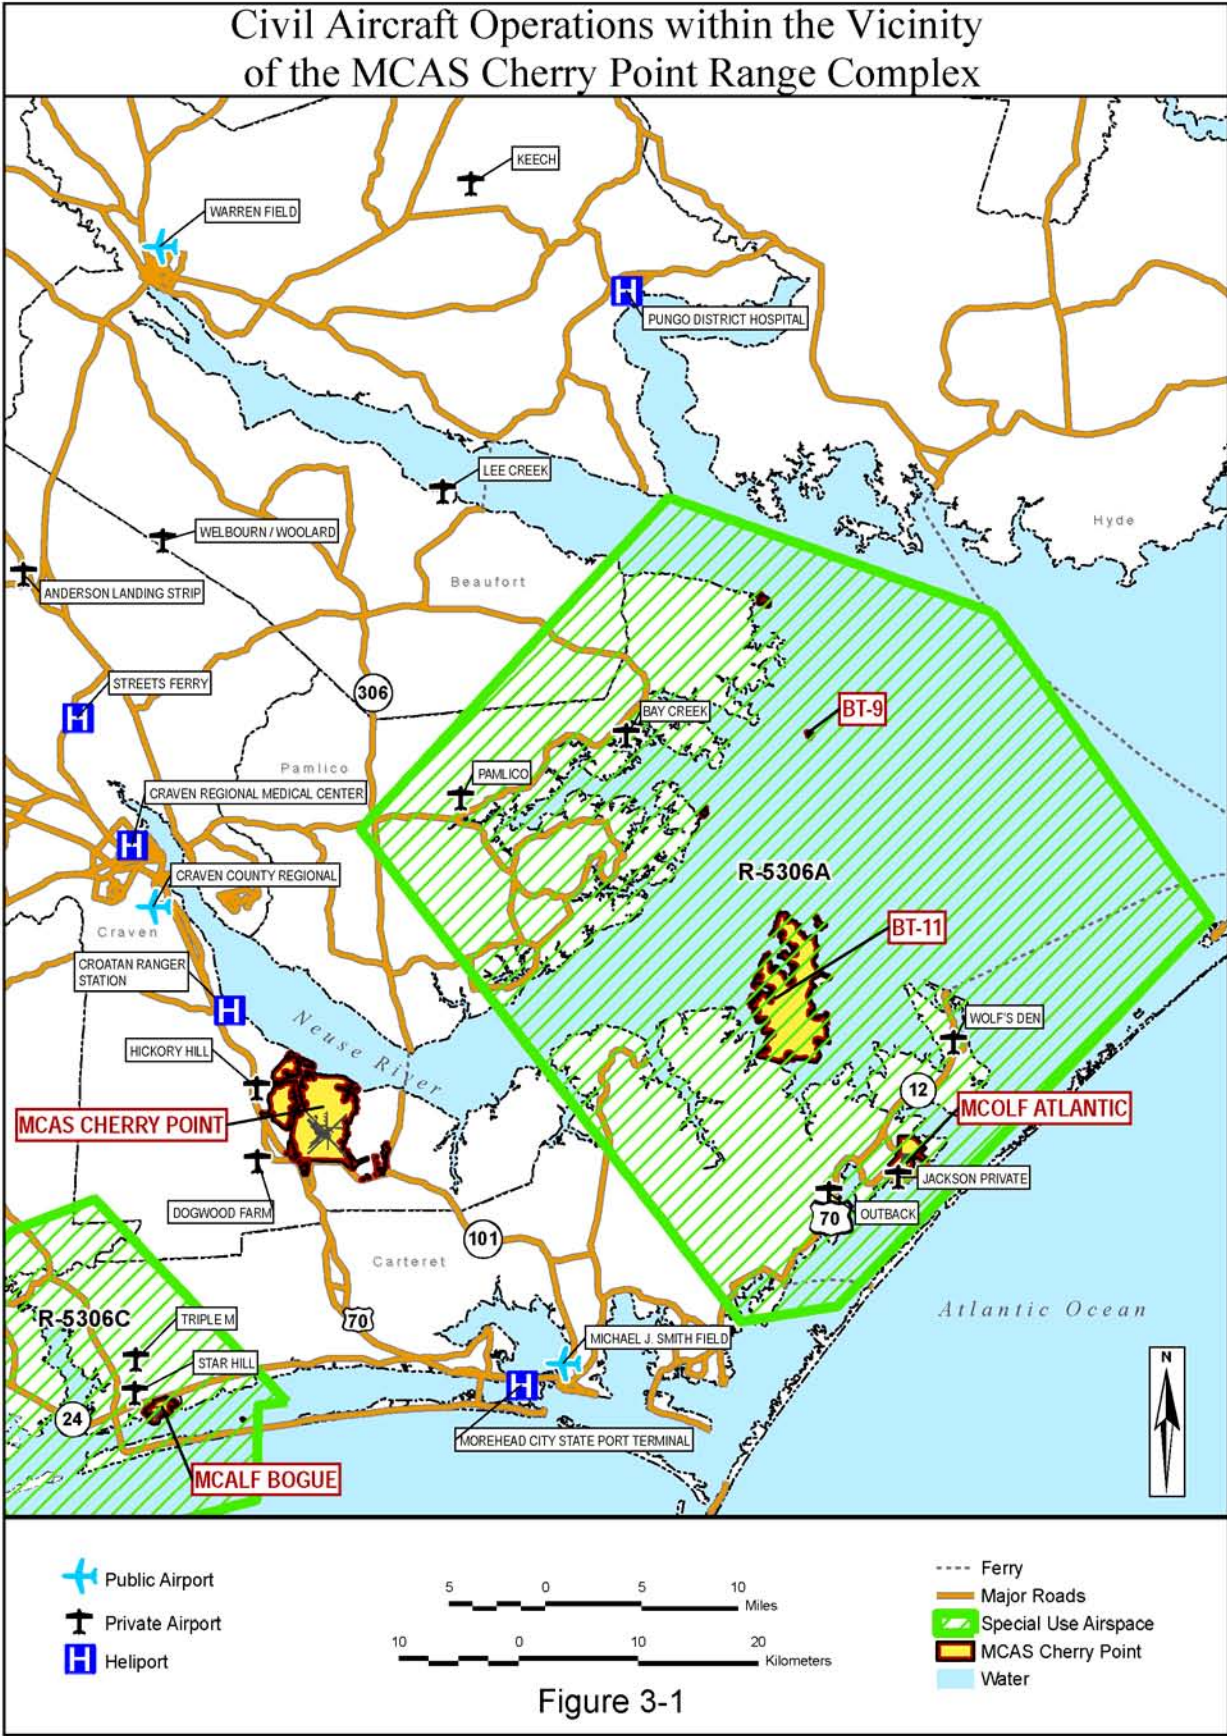 Civil Aircraft Operations within the Vicinity
of the MCAS Cherry Point Range Complex
KEECH
WARREN FIELD
H
PUNGO DISTRICT HOSPITAL
LEE CREEK
Hyde
WELBOURN / WOOLARD
Beaufort
ANDERSON LANDING STRIP
STREETS FERRY
H
306
BAY CREEK
BT-9
Pamlico
PAMLICO
CRAVEN REGIONAL MEDICAL CENTER
H
R-5306A
CRAVEN COUNTY REGIONAL
Craven
BT-11
CROATAN RANGER
STATION
H
Neuse River
WOLF'S DEN
HICKORY HILL
12
MCOLF ATLANTIC
MCAS CHERRY POINT
JACKSON PRIVATE
DOGWOOD FARM
OUTBACK
70
101
Carteret
Atlantic Ocean
R-5306C
TRIPLE M
70
MICHAEL J. SMITH FIELD
STAR HILL
N
H
24
MOREHEAD CITY STATE PORT TERMINAL
MCALF BOGUE
Public Airport
Private Airport
H Heliport
5 0 5 10
Miles
10 0 10 20
Kilometers
Ferry
Major Roads
Special Use Airspace
MCAS Cherry Point
Water
Figure 3-1